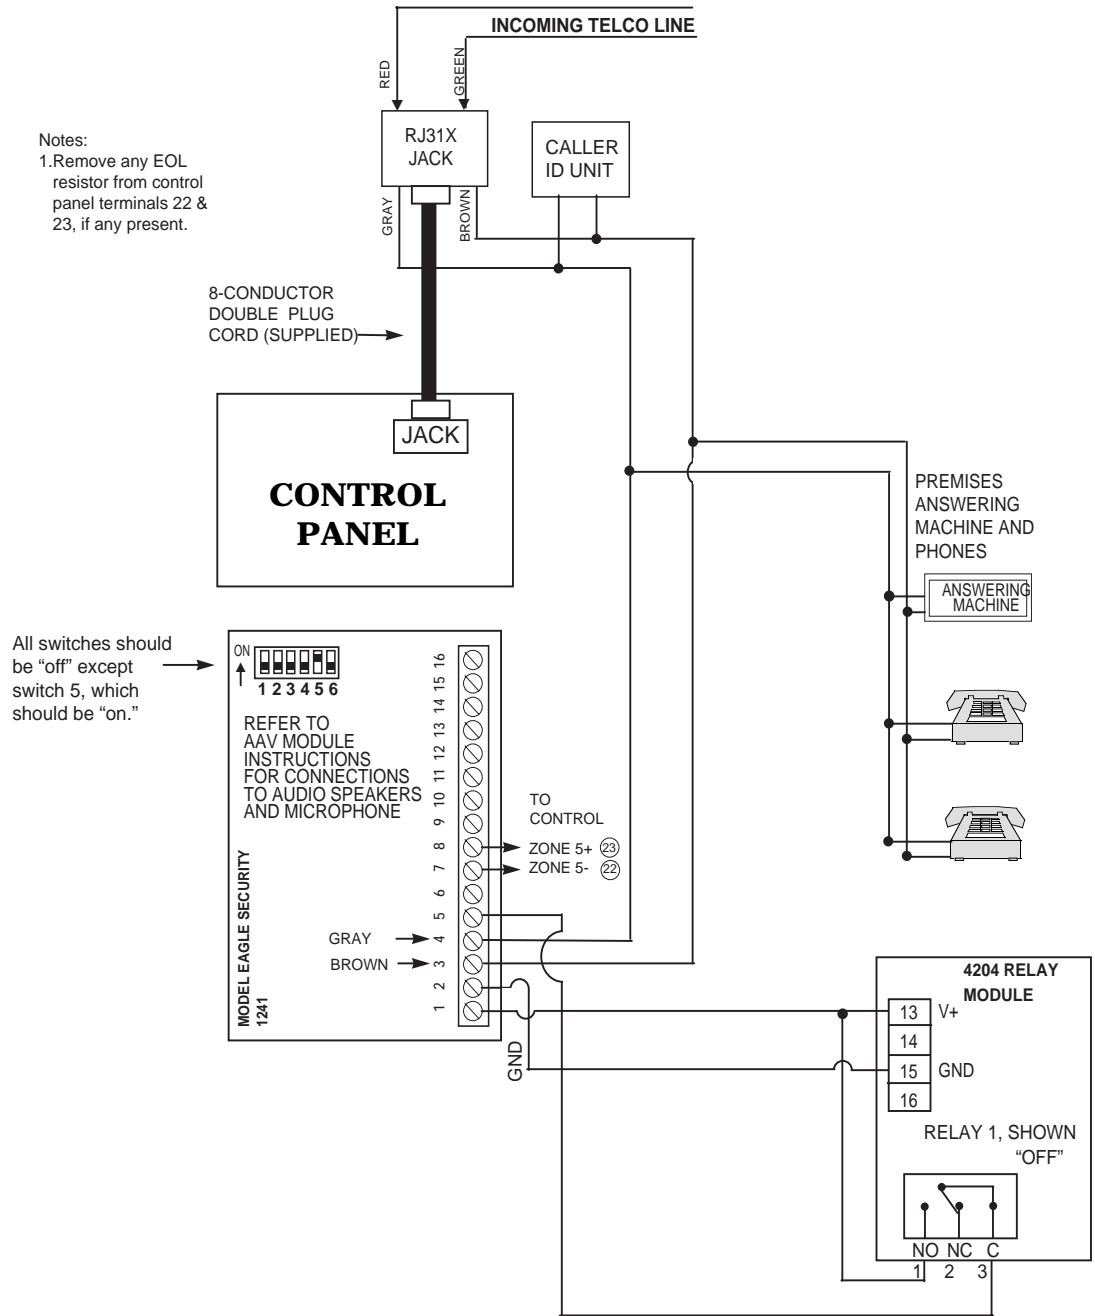 INCOMING TELCO LINE
RED
GREEN
RJ31X
JACK
CALLER
ID UNIT
Notes:
1.Remove any EOL
resistor from control
panel terminals 22 &
23, if any present.
GRAY
BROWN
8-CONDUCTOR
DOUBLE PLUG
CORD (SUPPLIED)
JACK
CONTROL
PANEL
PREMISES
ANSWERING
MACHINE AND
PHONES
ANSWERING
MACHINE
All switches should
be “off” except
switch 5, which
should be “on.”
ON
1 2 3 4 5 6
REFER TO
AAV MODULE
INSTRUCTIONS
FOR CONNECTIONS
TO AUDIO SPEAKERS
AND MICROPHONE
MODEL EAGLE SECURITY
1241
16
15
14
13
12
11
10
9
8
7
6
5
4
3
2
1
TO
CONTROL
ZONE 5+ 23
ZONE 5- 22
GRAY
BROWN
GND
4204 RELAY
MODULE
13 V+
14
15 GND
16
RELAY 1, SHOWN
“OFF”
NO NC C
1 2 3